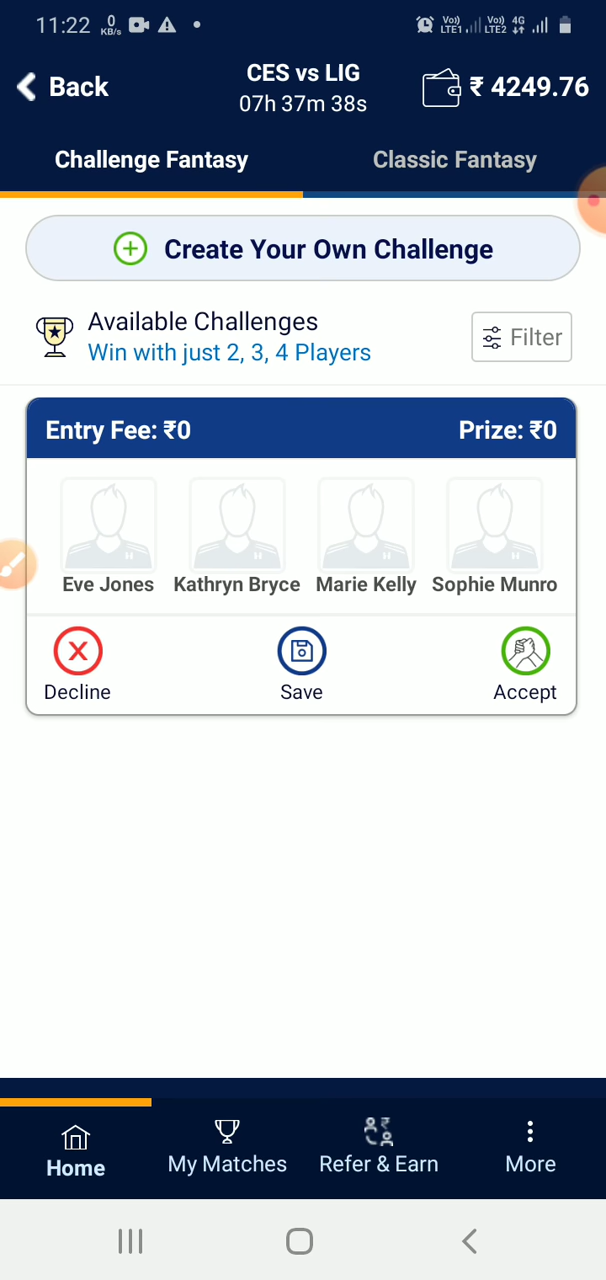 11:22 0 KB/s Vo)) LTE1 Vo)) LTE2 4G
Back
CES vs LIG
07h 37m 38s
₹ 4249.76
Challenge Fantasy
Classic Fantasy
Create Your Own Challenge
Available Challenges
Win with just 2, 3, 4 Players
Filter
Entry Fee: ₹0
Prize: ₹0
Eve Jones
Kathryn Bryce
Marie Kelly
Sophie Munro
Decline
Save
Accept
Home
My Matches
Refer & Earn
More